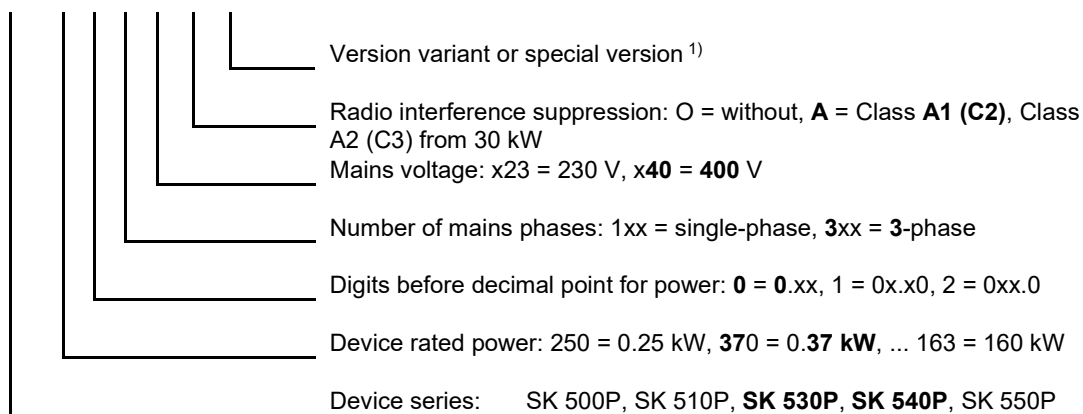 Version variant or special version 1)
Radio interference suppression: O = without, A = Class A1 (C2), Class
A2 (C3) from 30 kW
Mains voltage: x23 = 230 V, x40 = 400 V
Number of mains phases: 1xx = single-phase, 3xx = 3-phase
Digits before decimal point for power: 0 = 0.xx, 1 = 0x.x0, 2 = 0xx.0
Device rated power: 250 = 0.25 kW, 370 = 0.37 kW, ... 163 = 160 kW
Device series: SK 500P, SK 510P, SK 530P, SK 540P, SK 550P